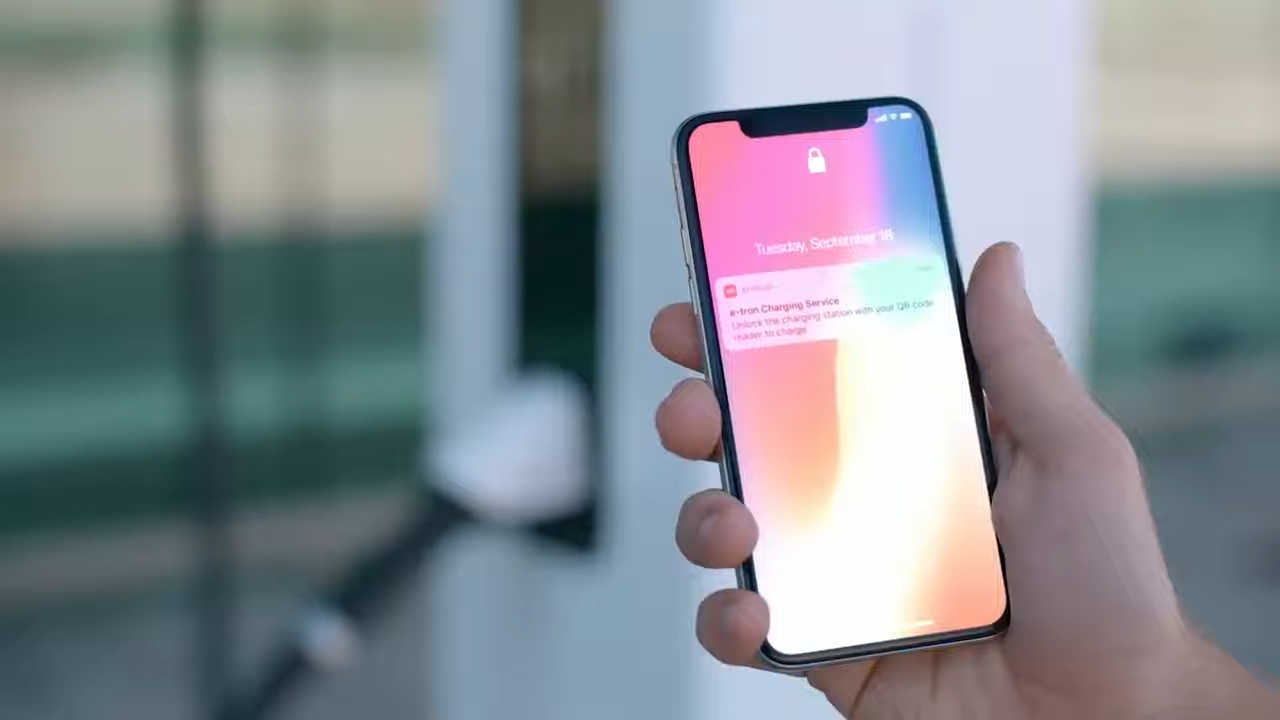 Tuesday, September 18
e-tron Charging Service
Unlock the charging station with your QR code
reader to charge